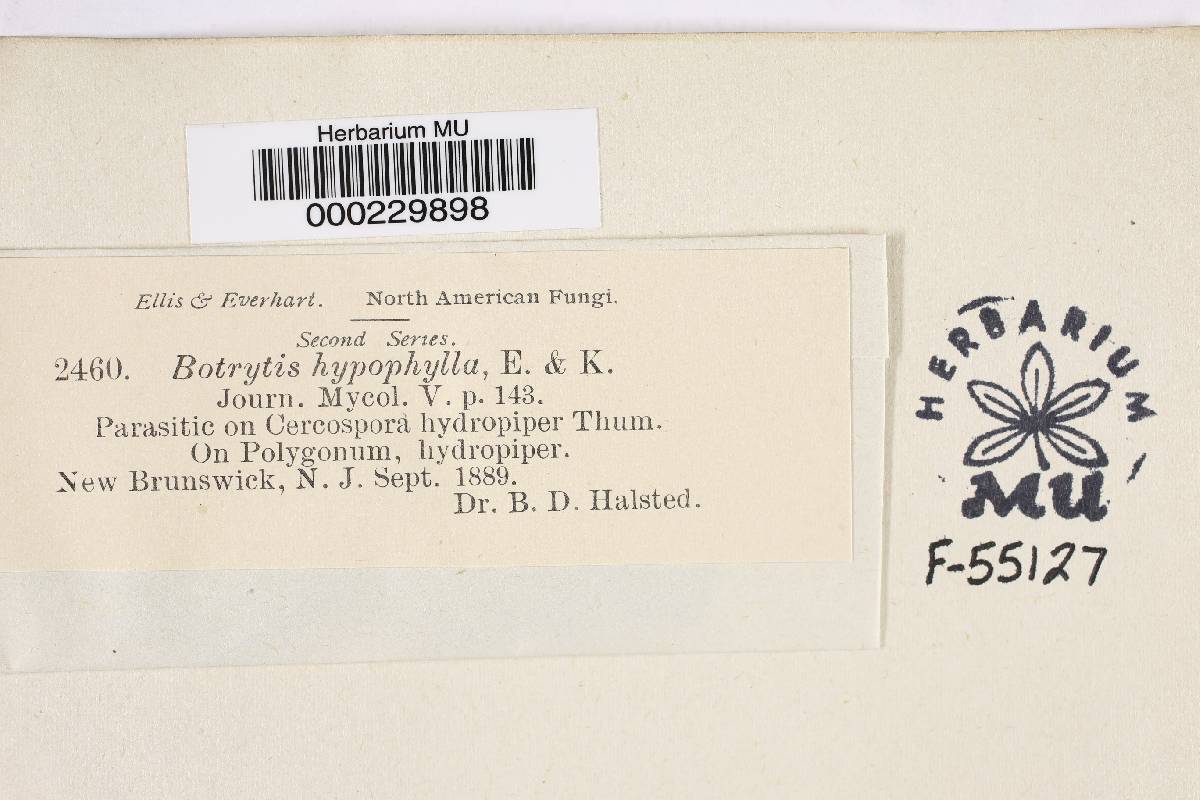 Herbarium MU
000229898
Ellis & Everhart. North American Fungi.
Second Series.
2460. Botrytis hypophylla, E. & K.
Journ. Mycol. V. p. 143.
Parasitic on Cercospora hydropiper Thum.
On Polygonum, hydropiper.
New Brunswick, N. J. Sept. 1889.
Dr. B. D. Halsted.
HERBARIUM
MU
F-55127